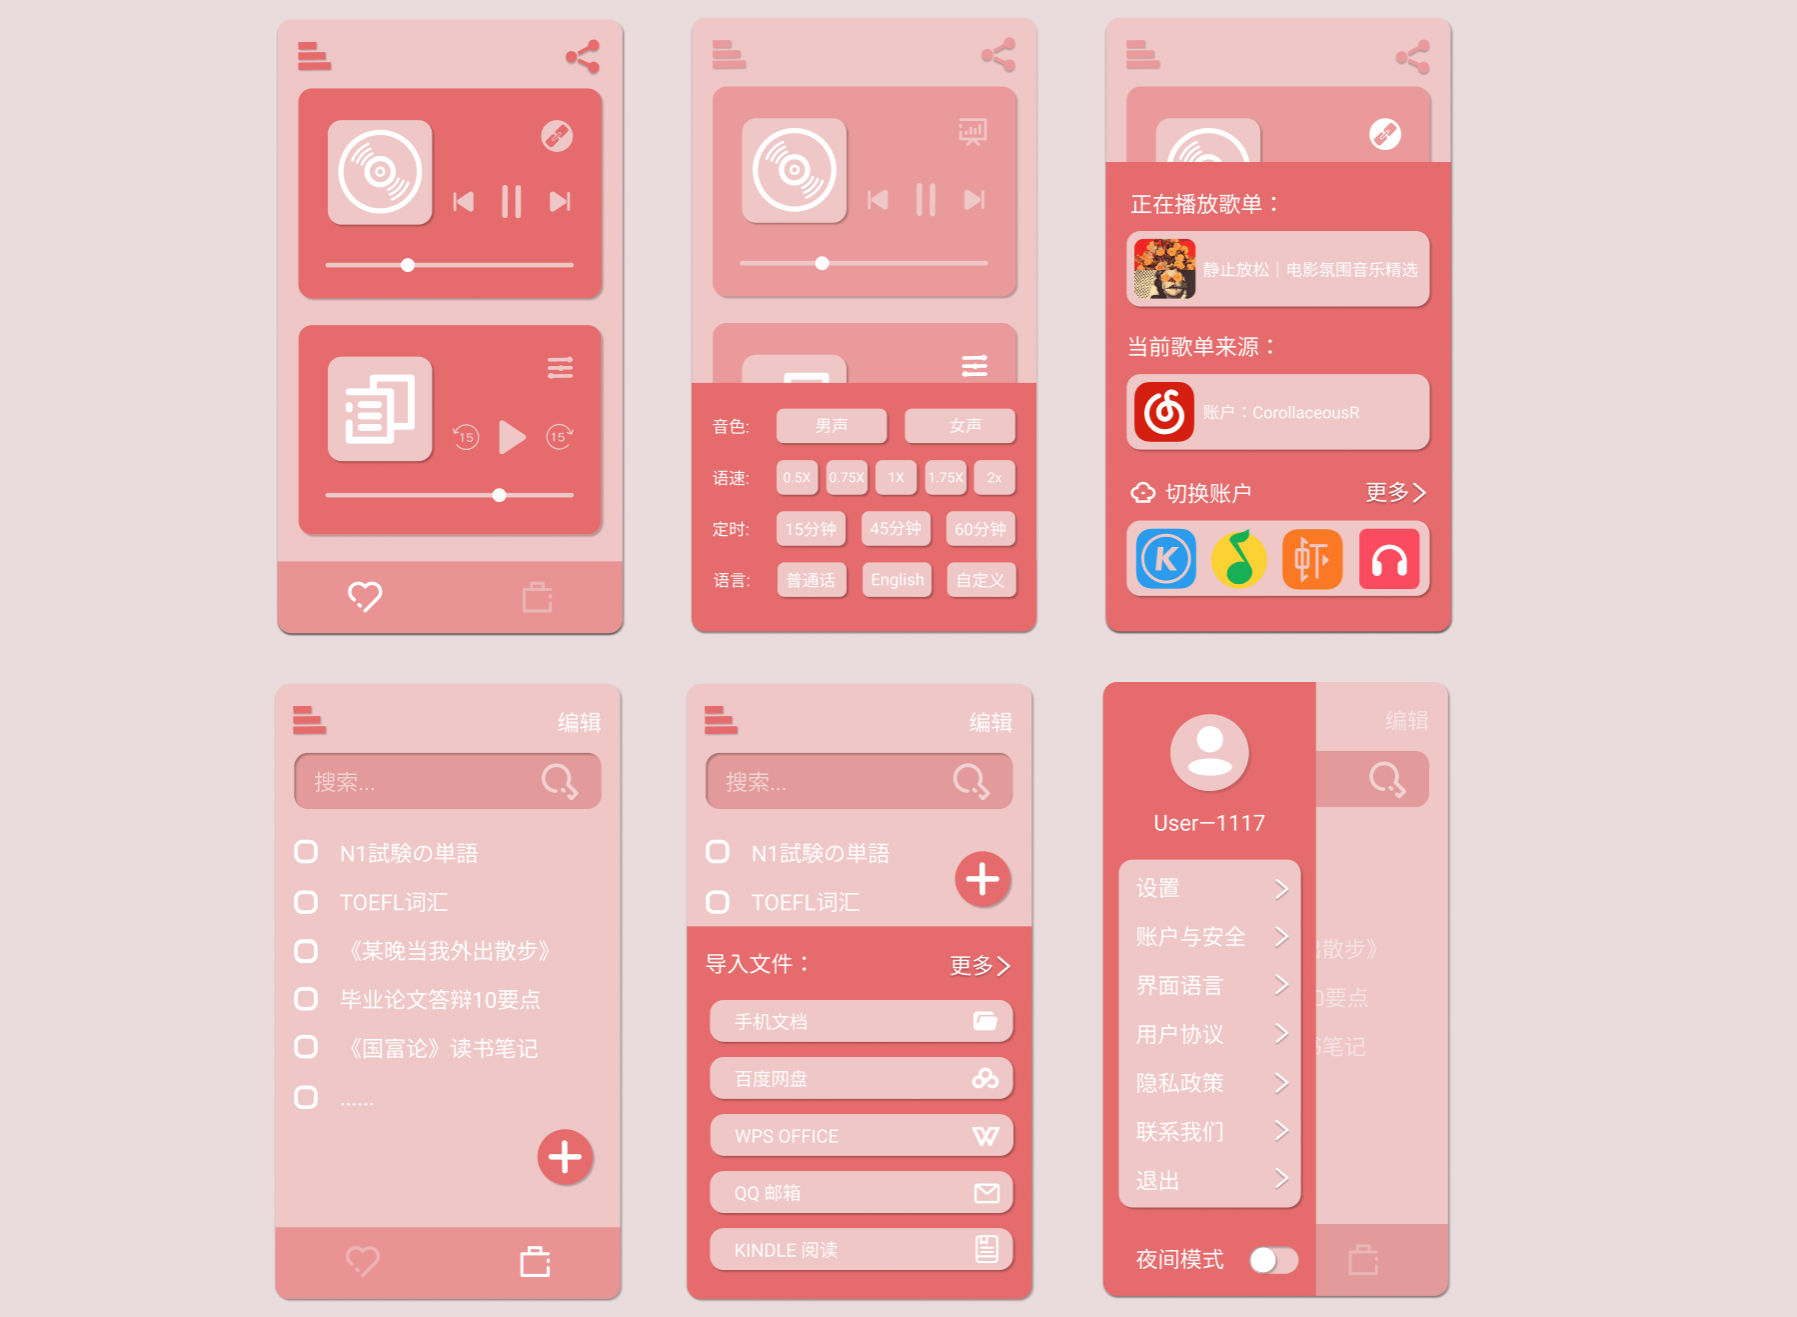 15
15
音色:
男声
女声
语速:
0.5X
0.75X
1X
1.75X
2x
定时:
15分钟
45分钟
60分钟
语言:
普通话
English
自定义
正在播放歌单：
静止放松｜电影氛围音乐精选
当前歌单来源：
账户：CorollaceousR
切换账户
更多
K
编辑
搜索...
N1試験の単語
TOEFL词汇
《某晚当我外出散步》
毕业论文答辩10要点
《国富论》读书笔记
......
编辑
搜索...
N1試験の単語
TOEFL词汇
导入文件：
更多
手机文档
百度网盘
WPS OFFICE
QQ 邮箱
KINDLE 阅读
编辑
User—1117
设置
账户与安全
界面语言
用户协议
隐私政策
联系我们
退出
夜间模式
出散步》
0要点
书笔记